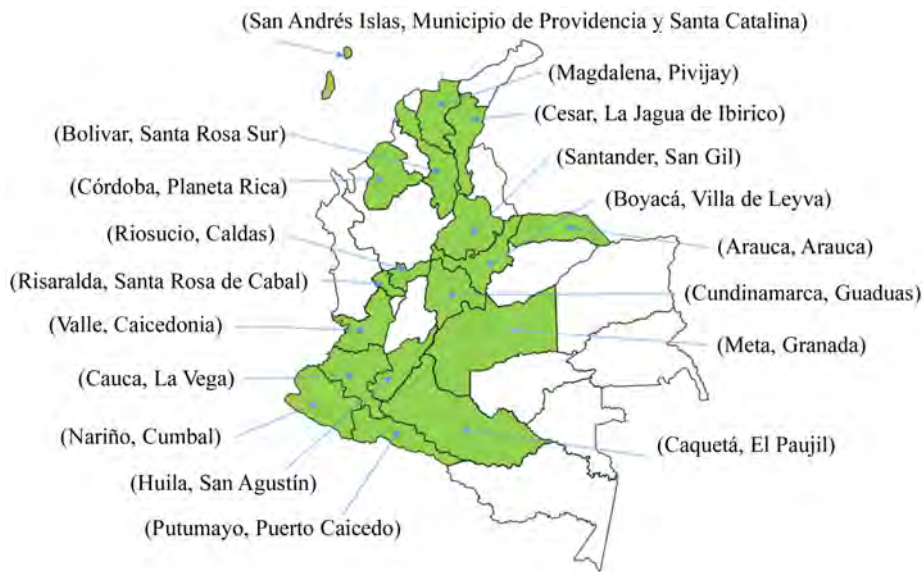 (San Andrés Islas, Municipio de Providencia y Santa Catalina)
(Magdalena, Pivijay)
(Cesar, La Jagua de Ibirico)
(Bolivar, Santa Rosa Sur)
(Santander, San Gil)
(Córdoba, Planeta Rica)
(Boyacá, Villa de Leyva)
(Riosucio, Caldas)
(Arauca, Arauca)
(Risaralda, Santa Rosa de Cabal)
(Cundinamarca, Guaduas)
(Valle, Caicedonia)
(Meta, Granada)
(Cauca, La Vega)
(Nariño, Cumbal)
(Caquetá, El Paujil)
(Huila, San Agustín)
(Putumayo, Puerto Caicedo)